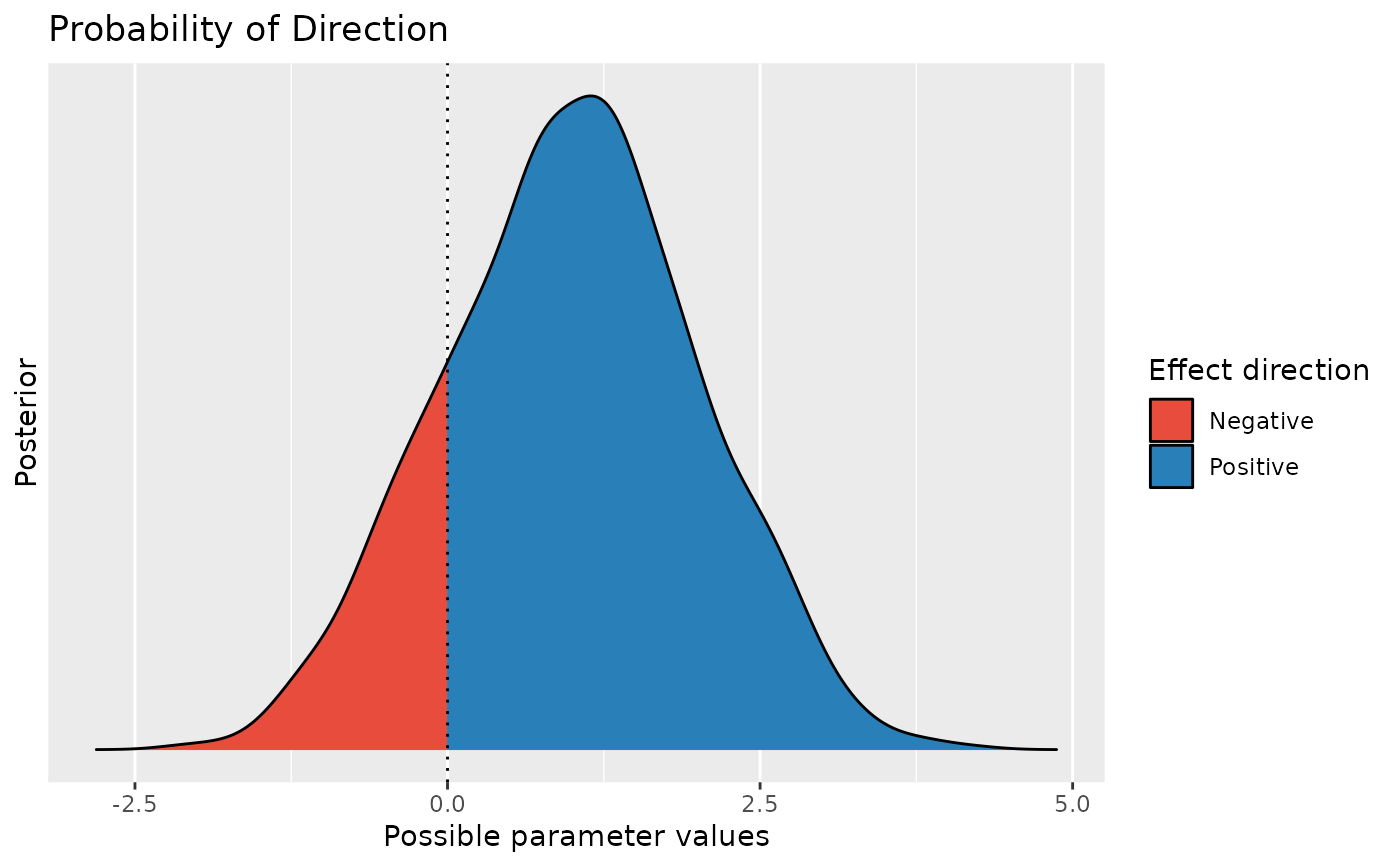 Probability of Direction
Posterior
-2.5 0.0 2.5 5.0
Possible parameter values
Effect direction
Negative
Positive